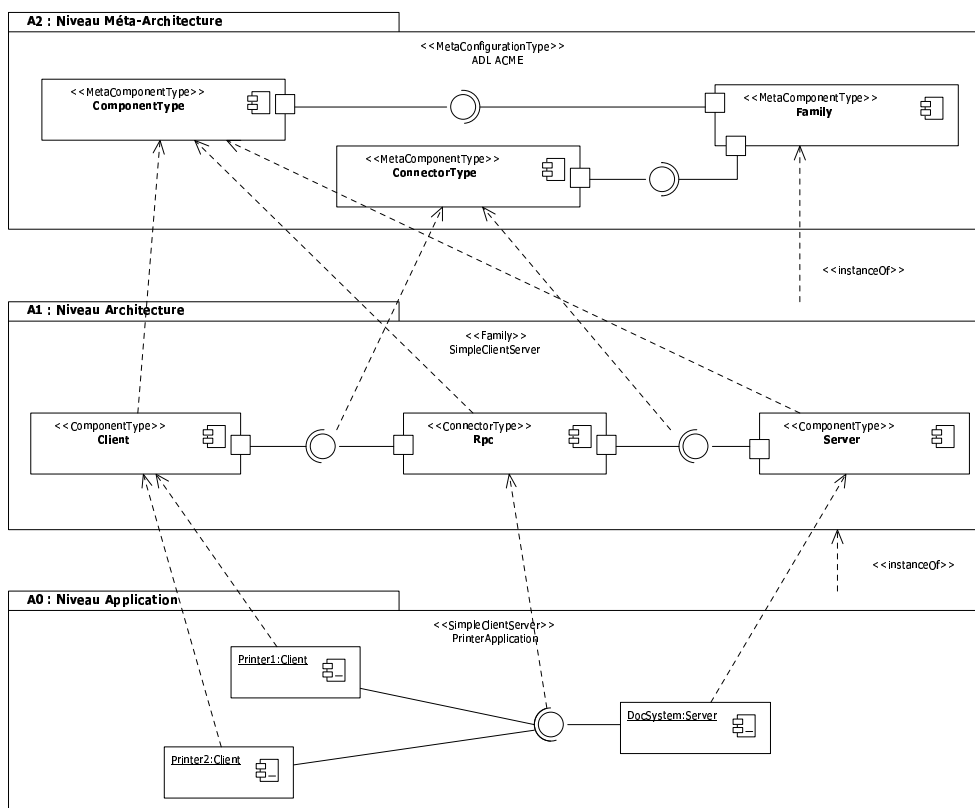 A2 : Niveau Méta-Architecture
<<MetaConfigurationType>>
ADL ACME
<<MetaComponentType>>
ComponentType
<<MetaComponentType>>
Family
<<MetaComponentType>>
ConnectorType
<<instanceOf>>
A1 : Niveau Architecture
<<Family>>
SimpleClientServer
<<ComponentType>>
Client
<<ConnectorType>>
Rpc
<<ComponentType>>
Server
<<instanceOf>>
A0 : Niveau Application
<<SimpleClientServer>>
PrinterApplication
Printer1:Client
DocSystem:Server
Printer2:Client